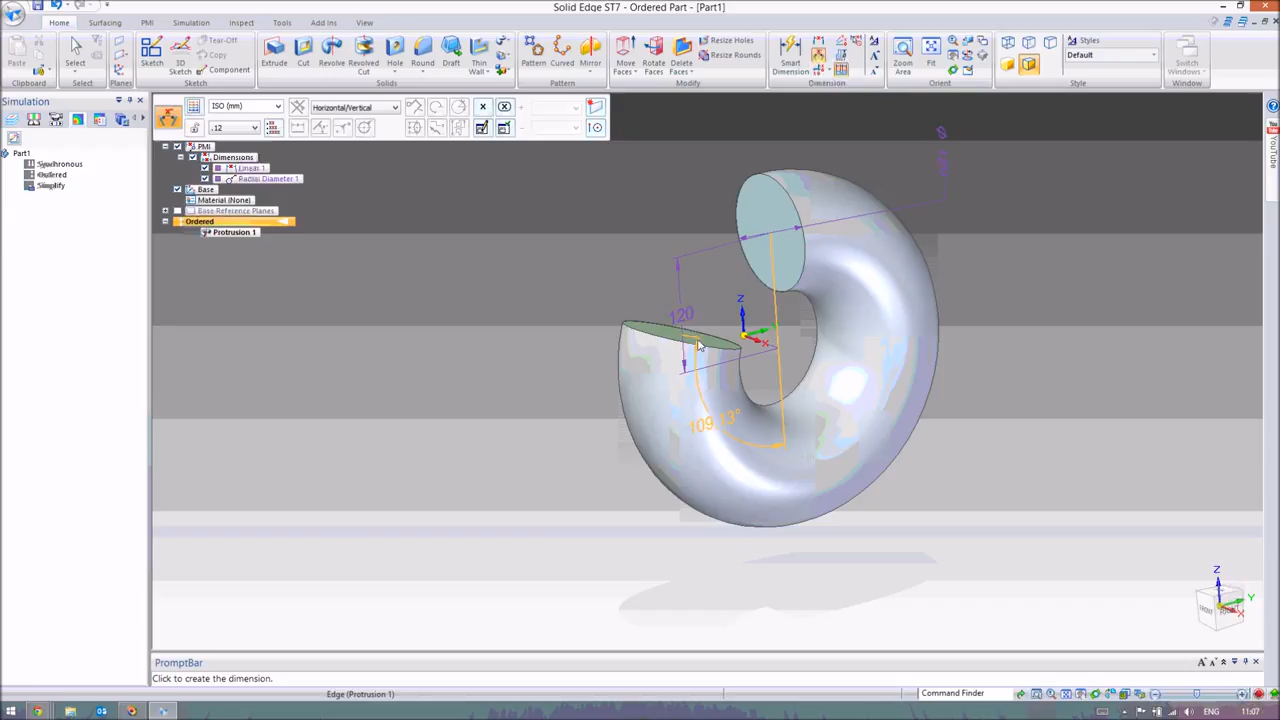 Solid Edge ST7 - Ordered Part - [Part1]
Home
Surfacing
PMI
Simulation
Inspect
Tools
Add Ins
View
Paste
Select
Sketch
3D Sketch
Tear-Off
Copy
Component
Extrude
Cut
Revolve
Revolved Cut
Hole
Round
Draft
Thin Wall
Pattern
Curved
Mirror
Move Faces
Rotate Faces
Delete Faces
Resize Holes
Resize Rounds
Smart Dimension
Zoom Area
Fit
Styles
Default
Switch Windows
Clipboard
Select
Planes
Sketch
Solids
Pattern
Modify
Dimension
Orient
Style
Window
Simulation
ISO (mm)
Horizontal/Vertical
.12
Part1
Synchronous
Ordered
Simplify
PMI
Dimensions
Linear 1
Radial Diameter 1
Base
Material (None)
Base Reference Planes
Ordered
Protrusion 1
120
109.13°
Z
X
Z
Y
X
YouTube
PromptBar
Click to create the dimension.
Edge (Protrusion 1)
Command Finder
ENG
11:07